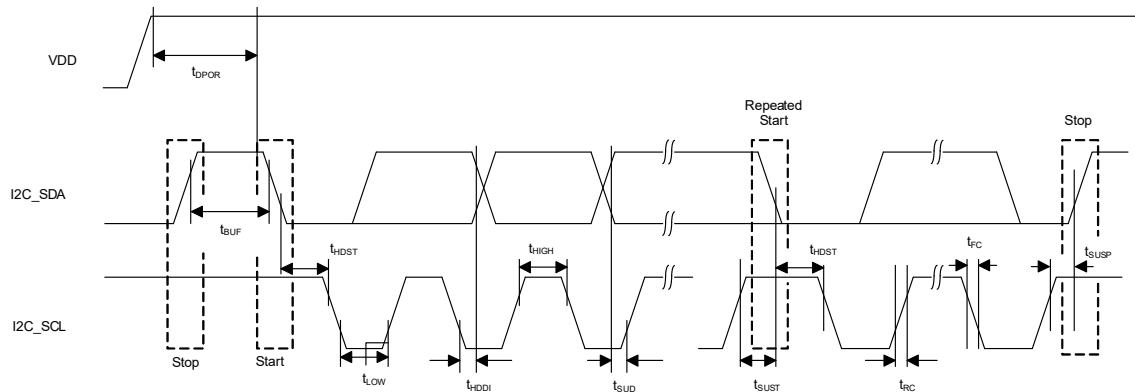 VDD
tDPOR
Repeated
Start
Stop
I2C_SDA
tBUF
tHDST
tHIGH
tHDST
tFC
tSUSP
I2C_SCL
Stop
Start
tLOW
tHDDI
tSUD
tSUST
tRC